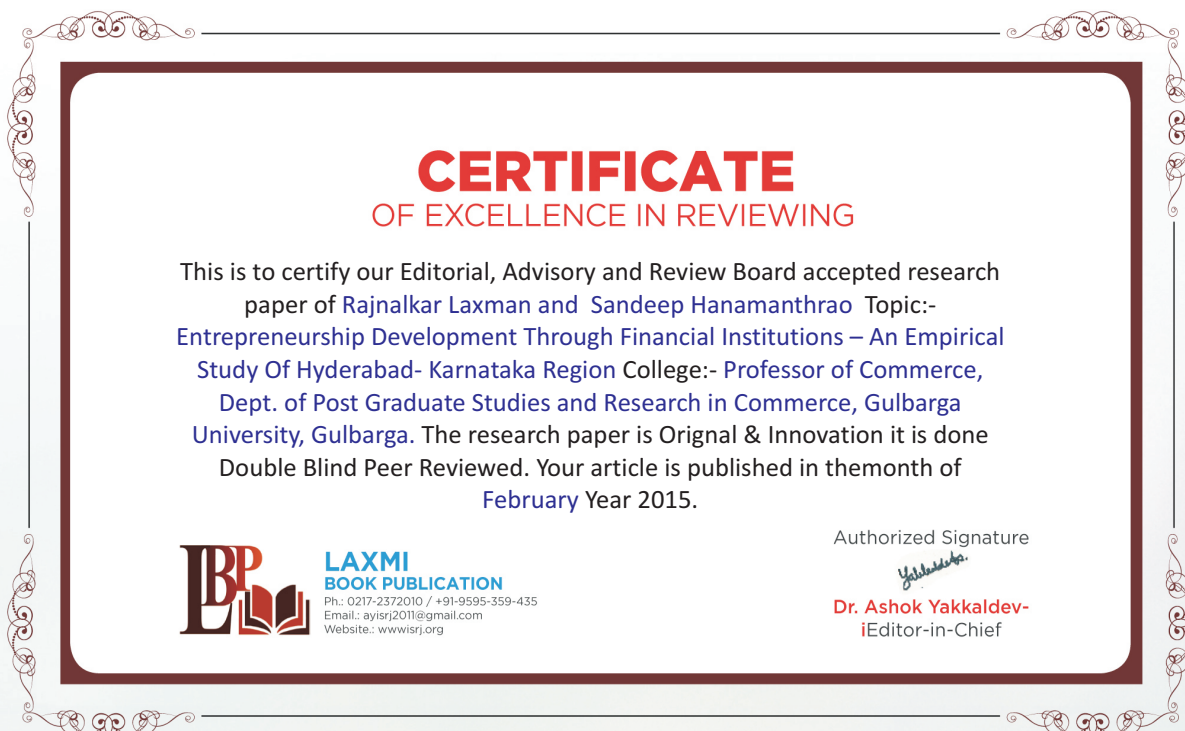 CERTIFICATE
OF EXCELLENCE IN REVIEWING
This is to certify our Editorial, Advisory and Review Board accepted research
paper of Rajnalkar Laxman and Sandeep Hanamanthrao Topic:-
Entrepreneurship Development Through Financial Institutions – An Empirical
Study Of Hyderabad- Karnataka Region College:- Professor of Commerce,
Dept. of Post Graduate Studies and Research in Commerce, Gulbarga
University, Gulbarga. The research paper is Orignal & Innovation it is done
Double Blind Peer Reviewed. Your article is published in themonth of
February Year 2015.
LBP
LAXMI
BOOK PUBLICATION
Ph.: 0217-2372010 / +91-9595-359-435
Email.: ayisrj2011@gmail.com
Website.: wwwisrj.org
Authorized Signature
Dr. Ashok Yakkaldev-
iEditor-in-Chief